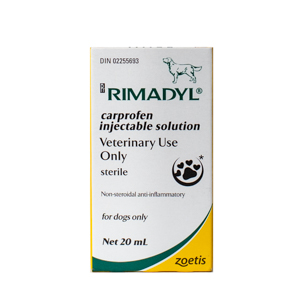 DIN 02255693
Pr
RIMADYL®
carprofen
injectable solution
Veterinary Use
Only
sterile
Non-steroidal anti-inflammatory
for dogs only
Net 20 mL
zoetis